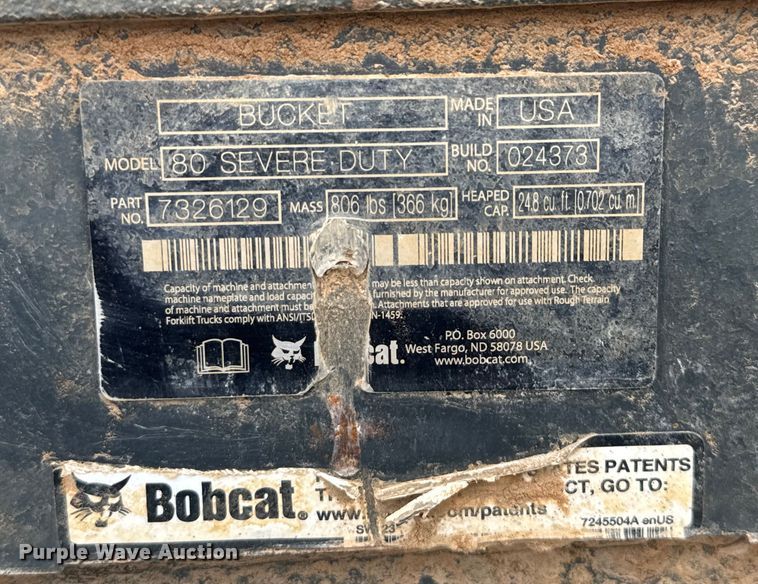 BUCKET MADE IN USA
MODEL 80 SEVERE DUTY BUILD NO. 024373
PART NO. 7326129 MASS 806 lbs 366 kg HEAPED CAP. 24.8 cu. ft. 0.702 cu. m.
Capacity of machine and attachment may be less than capacity shown on attachment. Check
machine nameplate and load furnished by the manufacturer for approved use. The capacity
of machine and attachment must Attachments that are approved for use with Rough Terrain
Forklift Trucks comply with N-1459.
P.O. Box 6000
cat. West Fargo, ND 58078 USA
www.bobcat.com
TES PATENTS
Bobcat. CT, GO TO:
www. com/patents
7245504A enUS
Purple Wave Auction